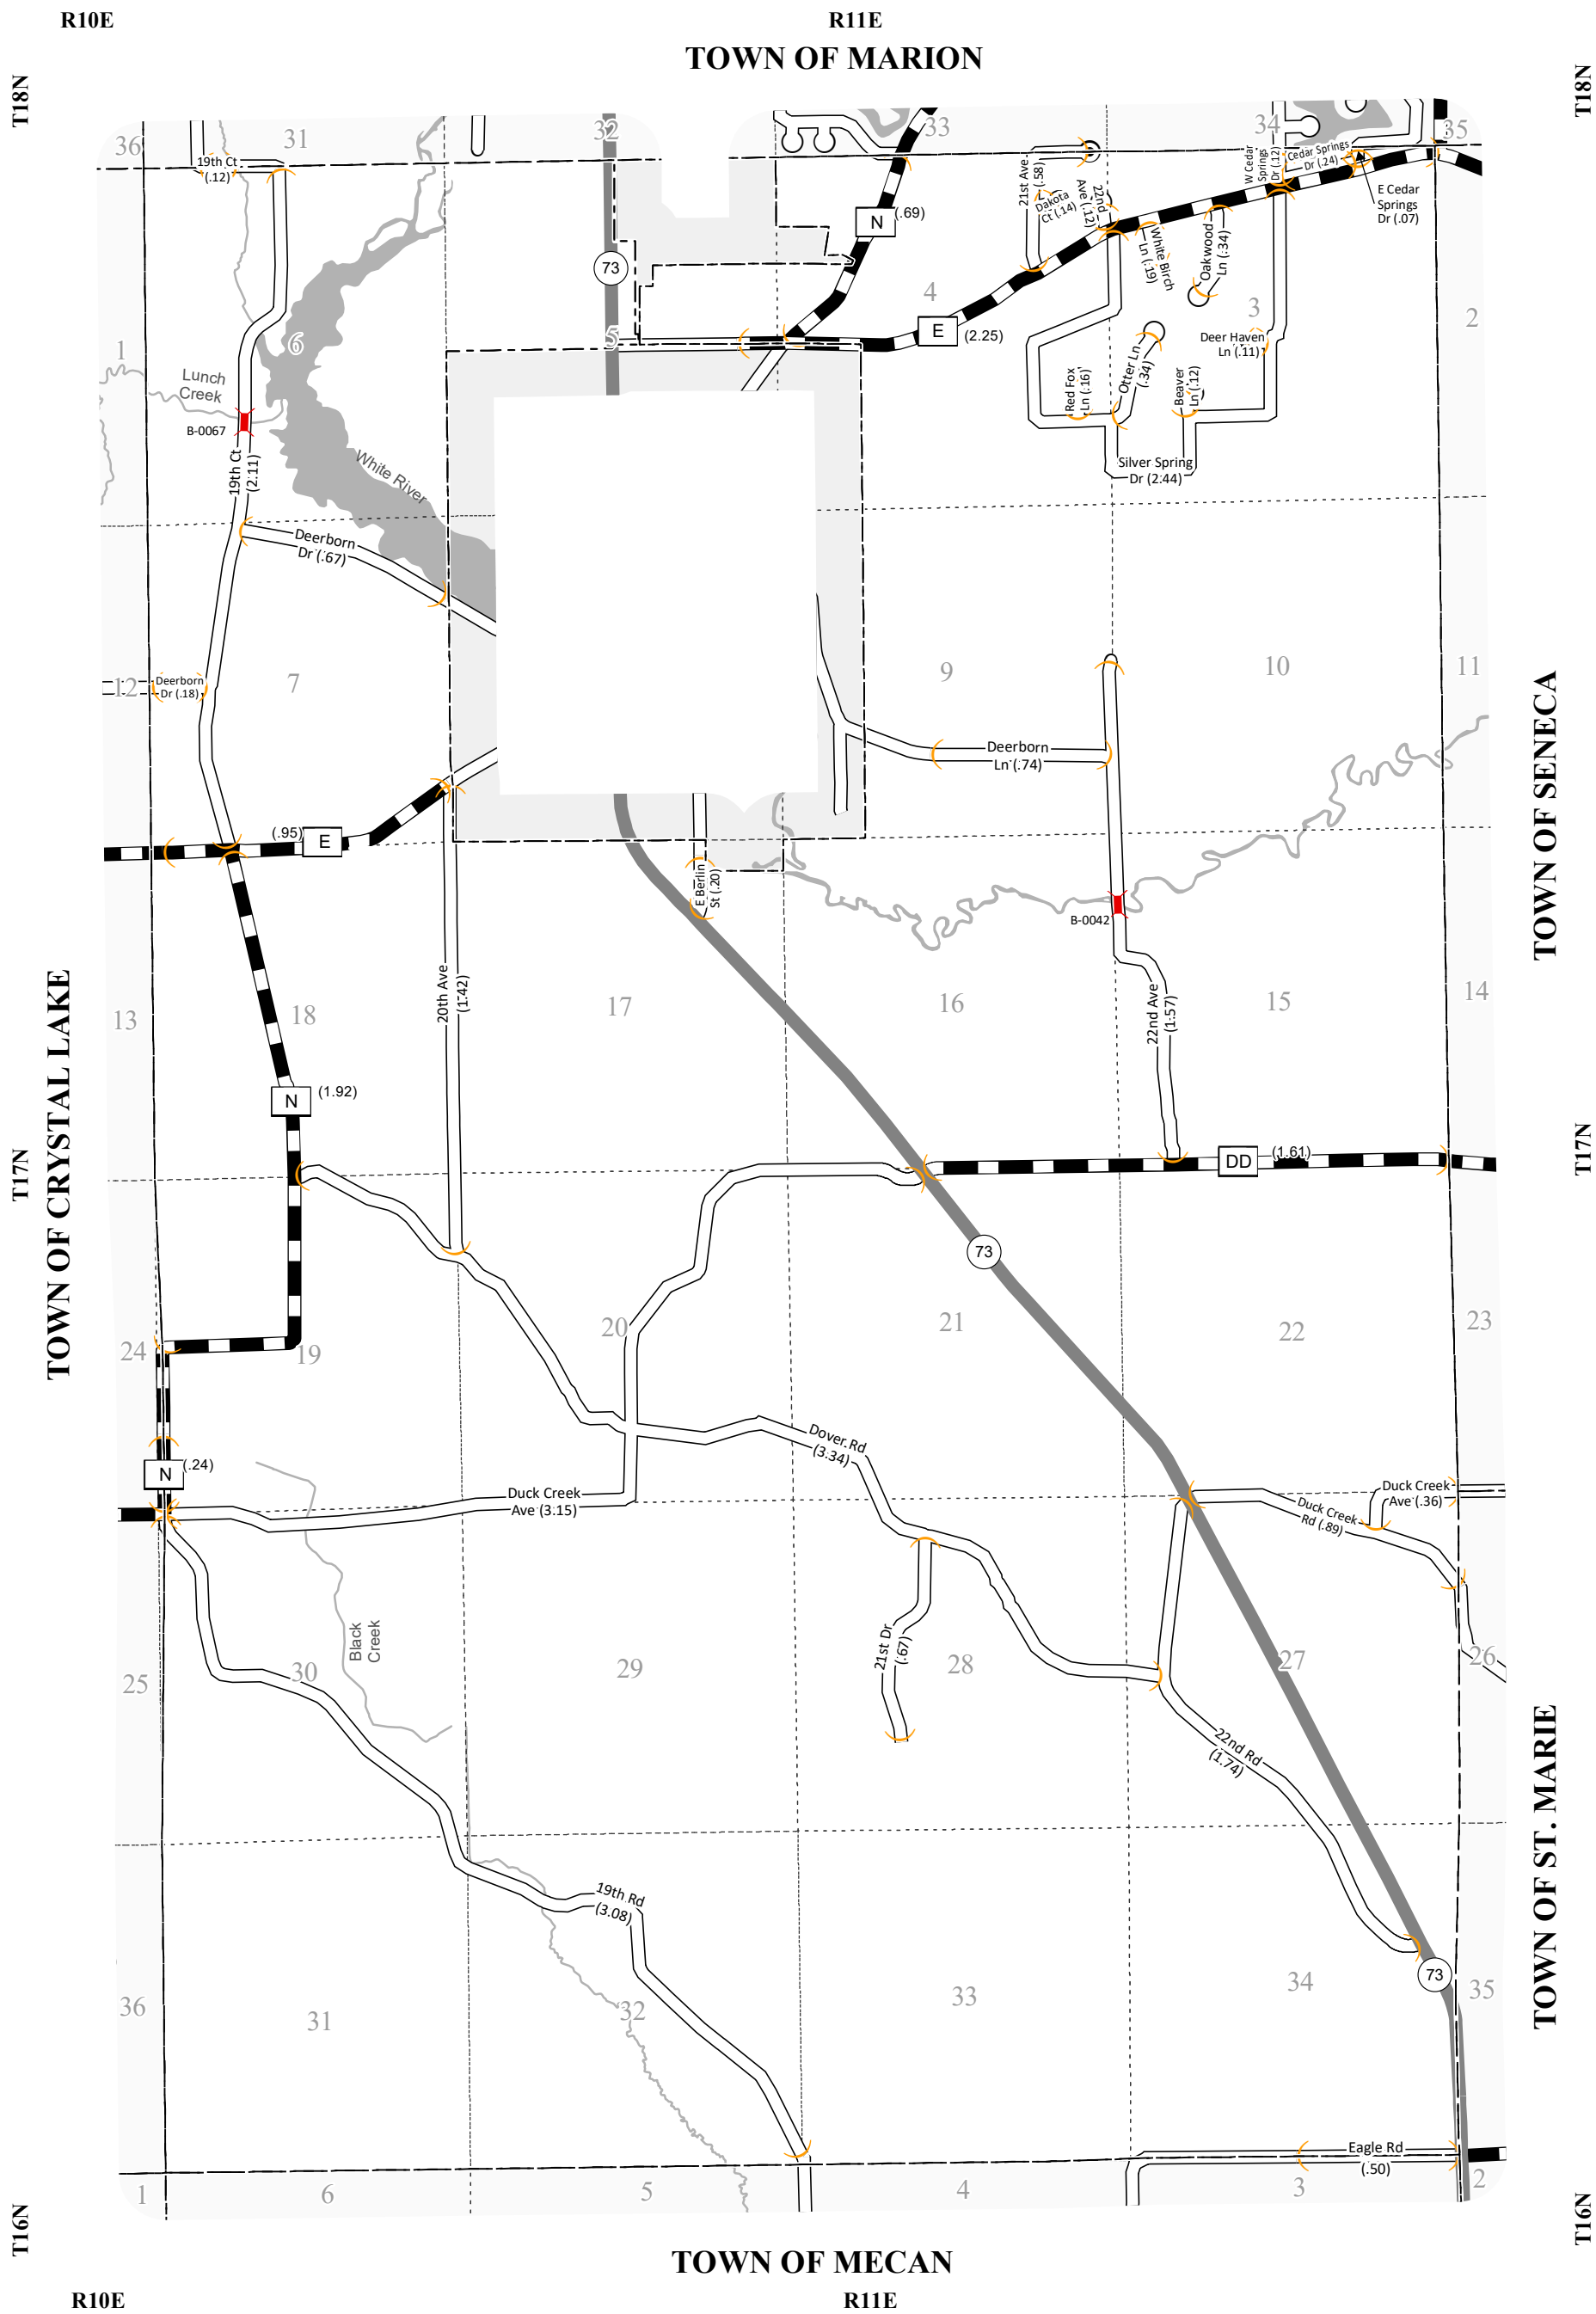 R10E
R11E
TOWN OF MARION
T18N
T18N
36
31
32
33
34
35
19th Ct
(.12)
21st Ave
(.58)
Dakota
Ct (.14)
22nd
Ave (.12)
W Cedar
Springs
Dr (.12)
Cedar Springs
Dr (.24)
E Cedar
Springs
Dr (.07)
N
(.69)
73
White Birch
Ln (.19)
Oakwood
Ln (.34)
4
3
2
E
(2.25)
5
6
1
Deer Haven
Ln (.11)
Lunch
Creek
Red Fox
Ln (.16)
Otter Ln
(.34)
Beaver
Ln (.12)
B-0067
19th Ct
(2.11)
White River
Silver Spring
Dr (2.44)
Deerborn
Dr (.67)
12
Deerborn
Dr (.18)
7
9
10
11
TOWN OF SENECA
Deerborn
Ln (.74)
(.95)
E
E Berlin
St (.20)
B-0042
TOWN OF CRYSTAL LAKE
20th Ave
(1.42)
13
18
17
16
22nd Ave
(1.57)
15
14
N
(1.92)
T17N
T17N
DD
(1.61)
73
24
19
20
21
22
23
N
(.24)
Dover Rd
(3.34)
Duck Creek
Ave (3.15)
Duck Creek
Ave (.36)
Duck Creek
Rd (.89)
Black
Creek
21st Dr
(.67)
25
30
29
28
27
26
22nd Rd
(1.74)
TOWN OF ST. MARIE
19th Rd
(3.08)
73
36
31
32
33
34
35
Eagle Rd
(.50)
1
6
5
4
3
2
T16N
T16N
TOWN OF MECAN
R10E
R11E